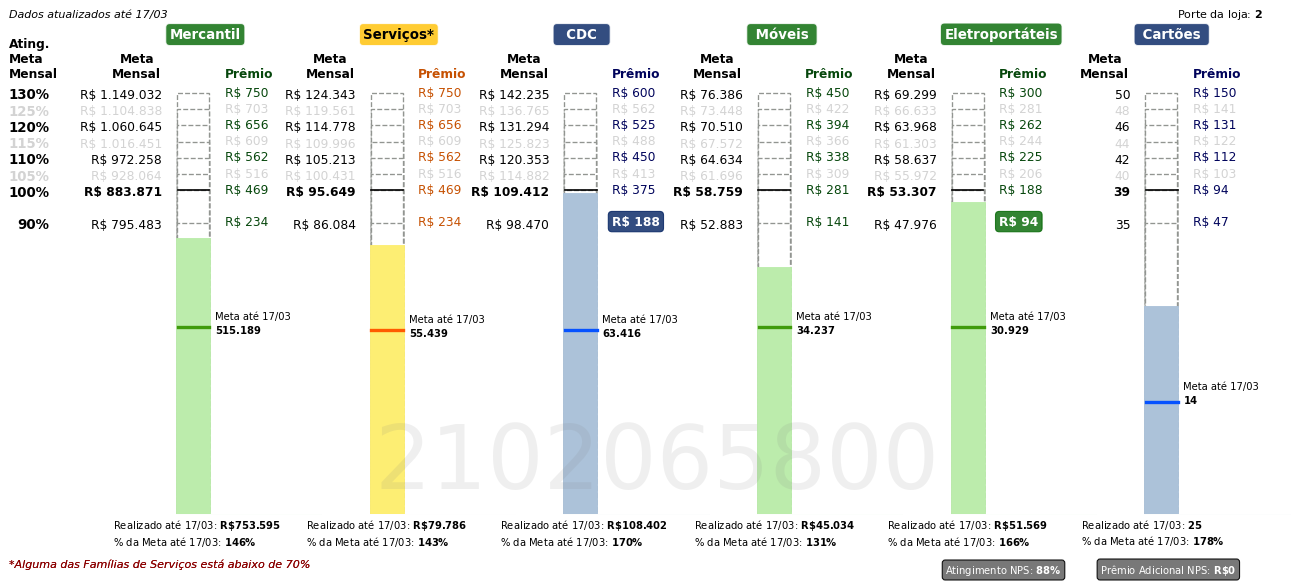 Dados atualizados até 17/03
Porte da loja: 2
Mercantil Serviços* CDC Móveis Eletroportáteis Cartões
Ating. Meta Mensal
Meta Mensal Prêmio Meta Mensal Prêmio Meta Mensal Prêmio Meta Mensal Prêmio Meta Mensal Prêmio Meta Mensal Prêmio
130% R$ 1.149.032 R$ 750 R$ 124.343 R$ 750 R$ 142.235 R$ 600 R$ 76.386 R$ 450 R$ 69.299 R$ 300 50 R$ 150
125% R$ 1.104.838 R$ 703 R$ 119.561 R$ 703 R$ 136.765 R$ 562 R$ 73.448 R$ 422 R$ 66.633 R$ 281 48 R$ 141
120% R$ 1.060.645 R$ 656 R$ 114.778 R$ 656 R$ 131.294 R$ 525 R$ 70.510 R$ 394 R$ 63.968 R$ 262 46 R$ 131
115% R$ 1.016.451 R$ 609 R$ 109.996 R$ 609 R$ 125.823 R$ 488 R$ 67.572 R$ 366 R$ 61.303 R$ 244 44 R$ 122
110% R$ 972.258 R$ 562 R$ 105.213 R$ 562 R$ 120.353 R$ 450 R$ 64.634 R$ 338 R$ 58.637 R$ 225 42 R$ 112
105% R$ 928.064 R$ 516 R$ 100.431 R$ 516 R$ 114.882 R$ 413 R$ 61.696 R$ 309 R$ 55.972 R$ 206 40 R$ 103
100% R$ 883.871 R$ 469 R$ 95.649 R$ 469 R$ 109.412 R$ 375 R$ 58.759 R$ 281 R$ 53.307 R$ 188 39 R$ 94
90% R$ 795.483 R$ 234 R$ 86.084 R$ 234 R$ 98.470 R$ 188 R$ 52.883 R$ 141 R$ 47.976 R$ 94 35 R$ 47
Meta até 17/03 Meta até 17/03 Meta até 17/03 Meta até 17/03 Meta até 17/03
515.189 55.439 63.416 34.237 30.929
Meta até 17/03
14
2102065800
Realizado até 17/03: R$753.595 Realizado até 17/03: R$79.786 Realizado até 17/03: R$108.402 Realizado até 17/03: R$45.034 Realizado até 17/03: R$51.569 Realizado até 17/03: 25
% da Meta até 17/03: 146% % da Meta até 17/03: 143% % da Meta até 17/03: 170% % da Meta até 17/03: 131% % da Meta até 17/03: 166% % da Meta até 17/03: 178%
*Alguma das Famílias de Serviços está abaixo de 70%
Atingimento NPS: 88% Prêmio Adicional NPS: R$0